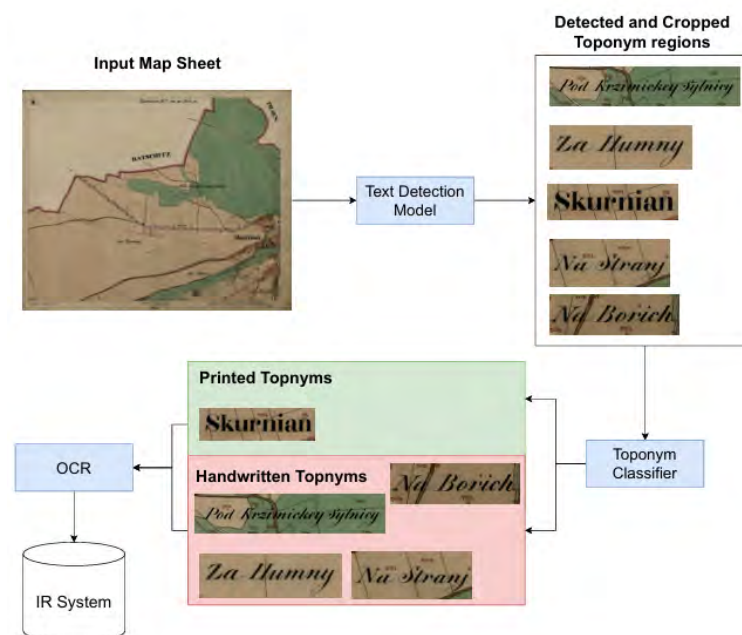 Input Map Sheet
Detected and Cropped
Toponym regions
Pod Krzimickey Sylnicy
Za Humny
Skurnian
Na Stranj
Na Borich
Text Detection
Model
Toponym
Classifier
Printed Topnyms
Skurnian
Handwritten Topnyms
Na Borich
Pod Krzimickey Sylnicy
Za Humny
Na Stranj
OCR
IR System